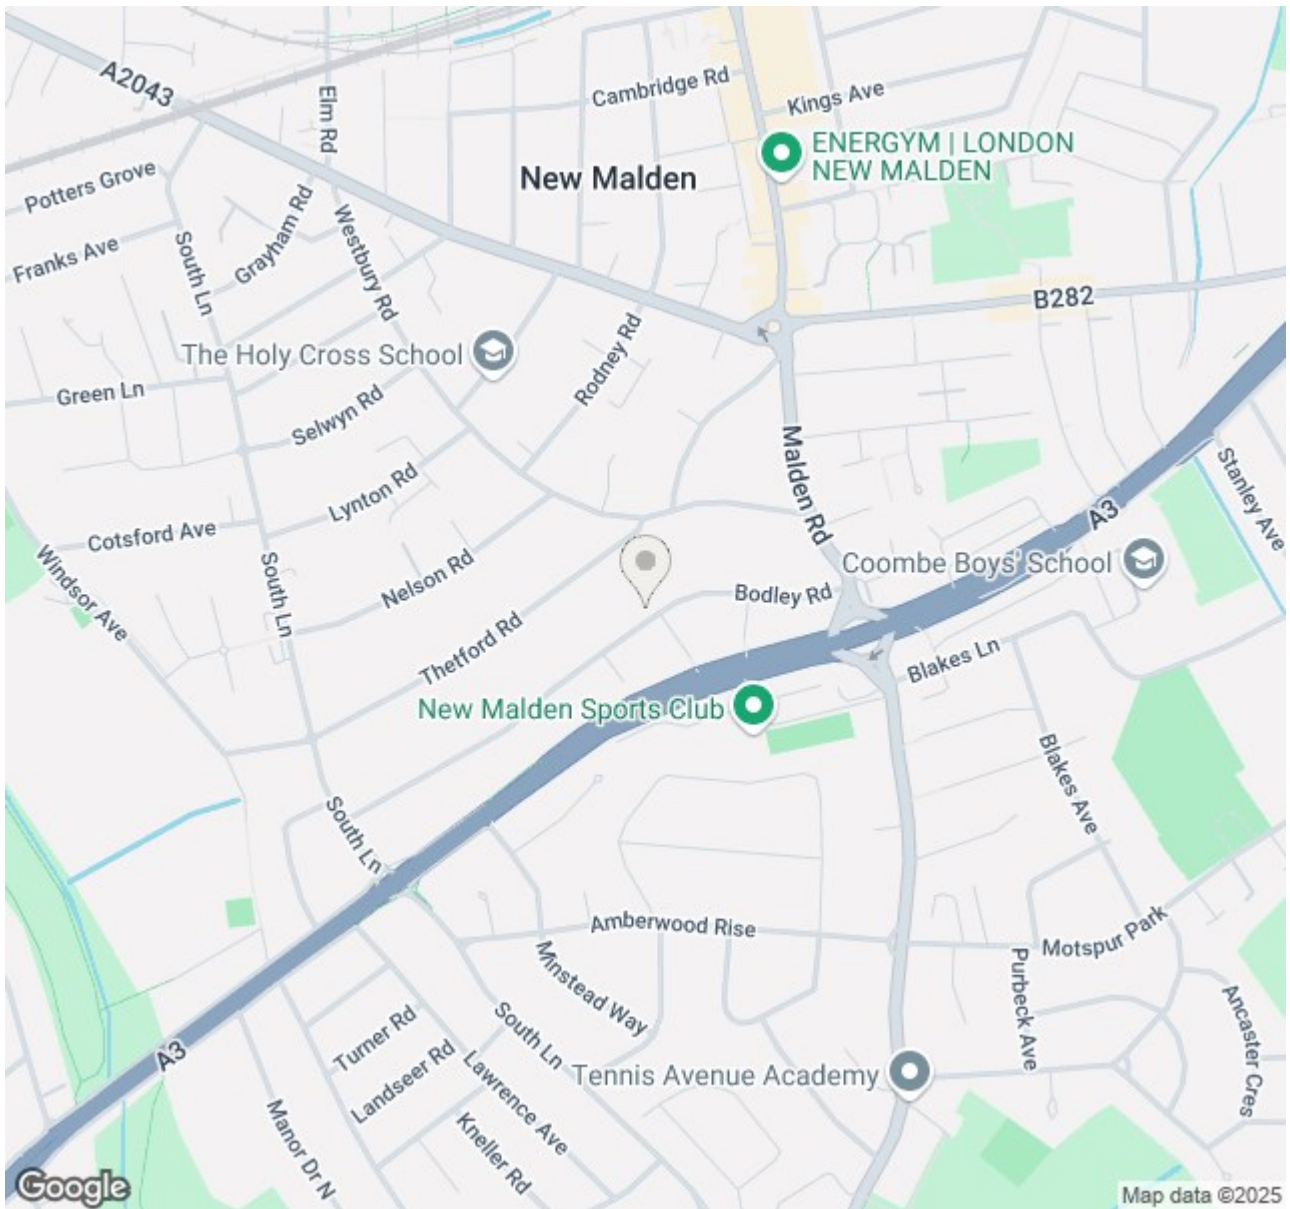 A2043
Elm Rd
Cambridge Rd
Kings Ave
ENERGYM | LONDON
NEW MALDEN
New Malden
Potters Grove
Franks Ave
South Ln
Grayham Rd
Westbury Rd
B282
The Holy Cross School
Rodney Rd
Green Ln
Selwyn Rd
Malden Rd
Stanley Ave
Lynton Rd
A3
Cotsford Ave
Windsor Ave
South Ln
Nelson Rd
Coombe Boys' School
Bodley Rd
Thetford Rd
Blakes Ln
New Malden Sports Club
Blakes Ave
South Ln
Amberwood Rise
Motspur Park
Minstead Way
Purbeck Ave
Ancaster Cres
South Ln
Turner Rd
A3
Landseer Rd
Lawrence Ave
Tennis Avenue Academy
Manor Dr N
Kneller Rd
Google
Map data ©2025